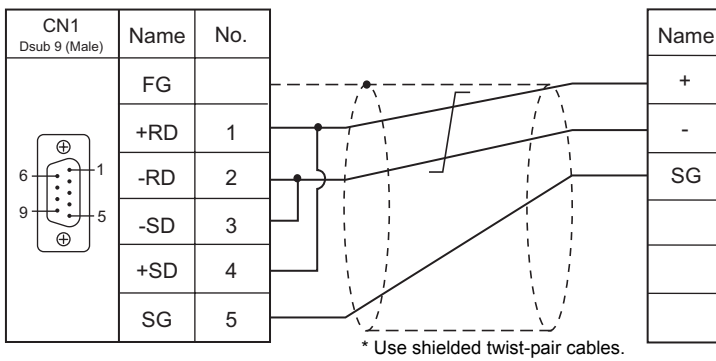 CN1
Dsub 9 (Male)
Name No.
Name
FG
+
+RD 1
-
-RD 2
SG
-SD 3
+SD 4
SG 5
6 1
9 5
* Use shielded twist-pair cables.